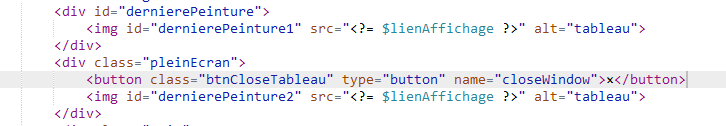 <div id="dernierePeinture">
<img id="dernierePeinture1" src="<?= $lienAffichage ?>" alt="tableau">
</div>
<div class="pleinEcran">
<button class="btnCloseTableau" type="button" name="closeWindow">×</button>
<img id="dernierePeinture2" src="<?= $lienAffichage ?>" alt="tableau">
</div>